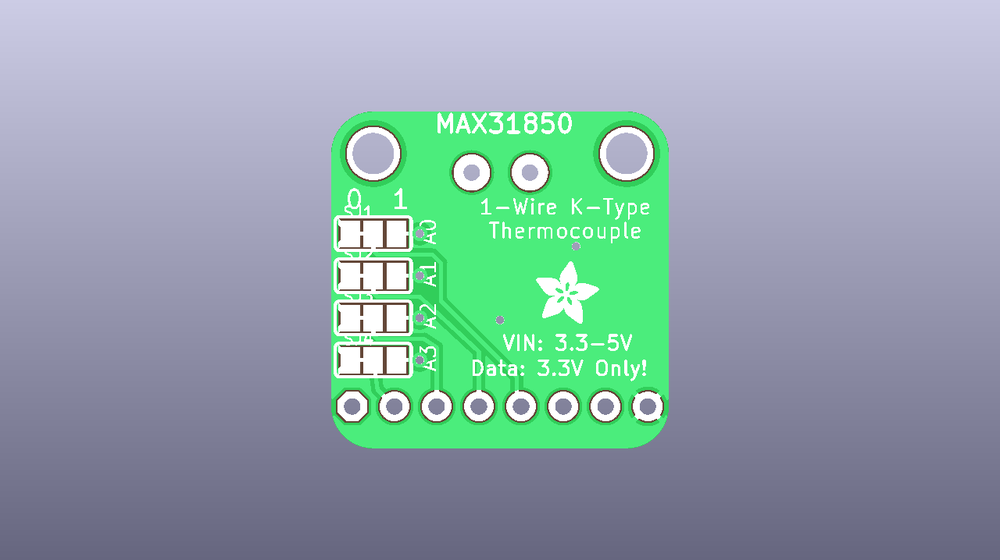 MAX31850
1-Wire K-Type
Thermocouple
0 1
A0
A1
A2
A3
VIN: 3.3-5V
Data: 3.3V Only!